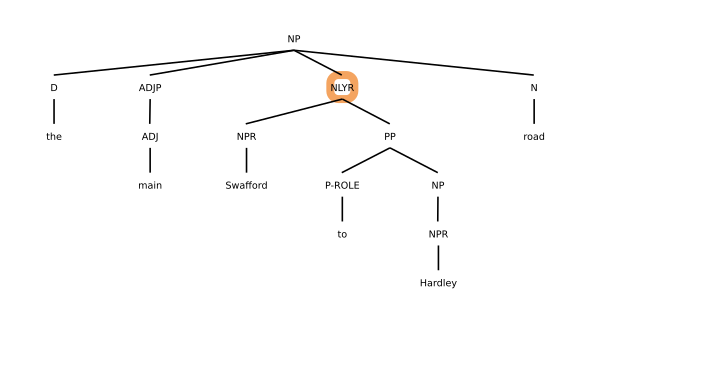 NP
D ADJP NLYR N
the ADJ NPR PP road
main Swafford P-ROLE NP
to NPR
Hardley